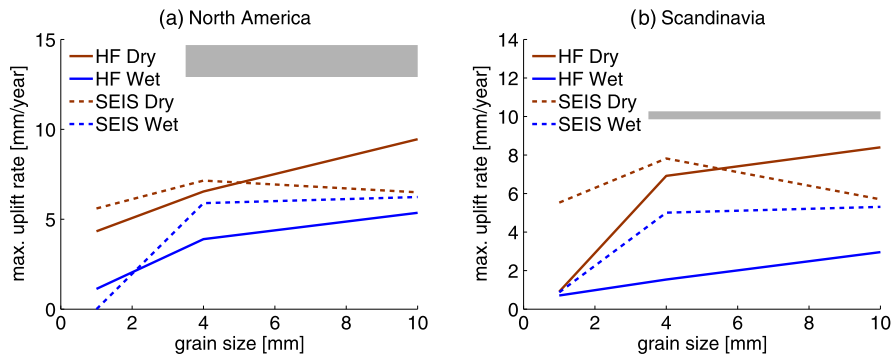 (a) North America
15
10
5
0
max. uplift rate [mm/year]
HF Dry
HF Wet
SEIS Dry
SEIS Wet
0 2 4 6 8 10
grain size [mm]
(b) Scandinavia
14
12
10
8
6
4
2
0
max. uplift rate [mm/year]
HF Dry
HF Wet
SEIS Dry
SEIS Wet
0 2 4 6 8 10
grain size [mm]